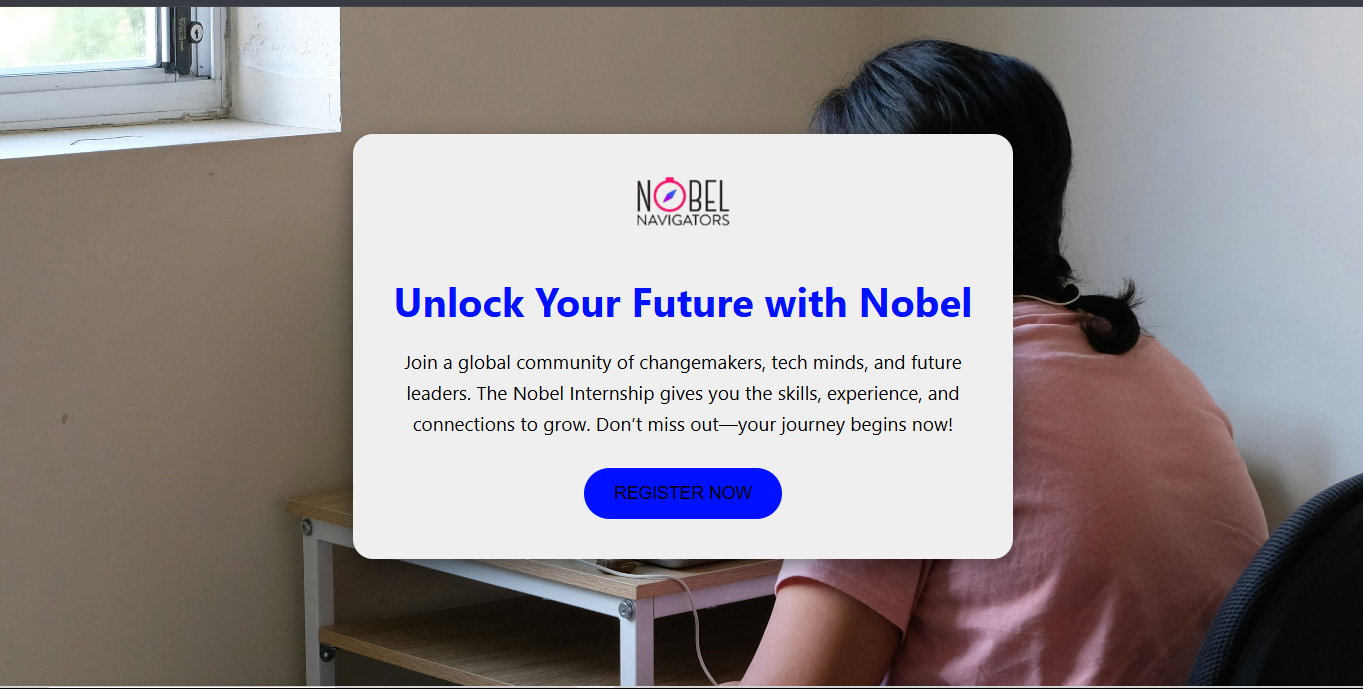 NOBEL
NAVIGATORS
Unlock Your Future with Nobel
Join a global community of changemakers, tech minds, and future
leaders. The Nobel Internship gives you the skills, experience, and
connections to grow. Don’t miss out—your journey begins now!
REGISTER NOW